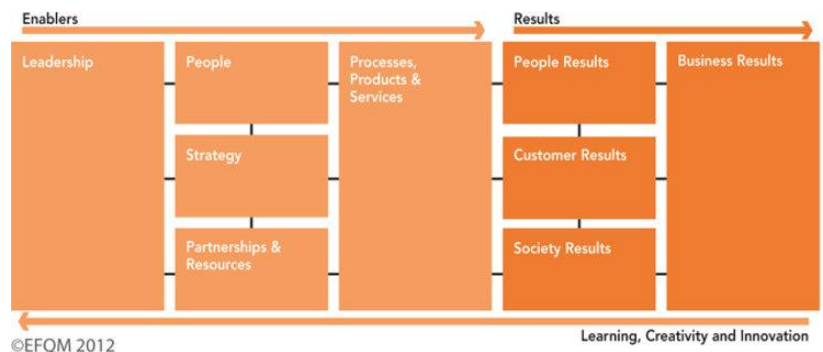 Enablers
Results
Leadership
People
Processes,
Products &
Services
People Results
Business Results
Strategy
Customer Results
Partnerships &
Resources
Society Results
Learning, Creativity and Innovation
©EFQM 2012